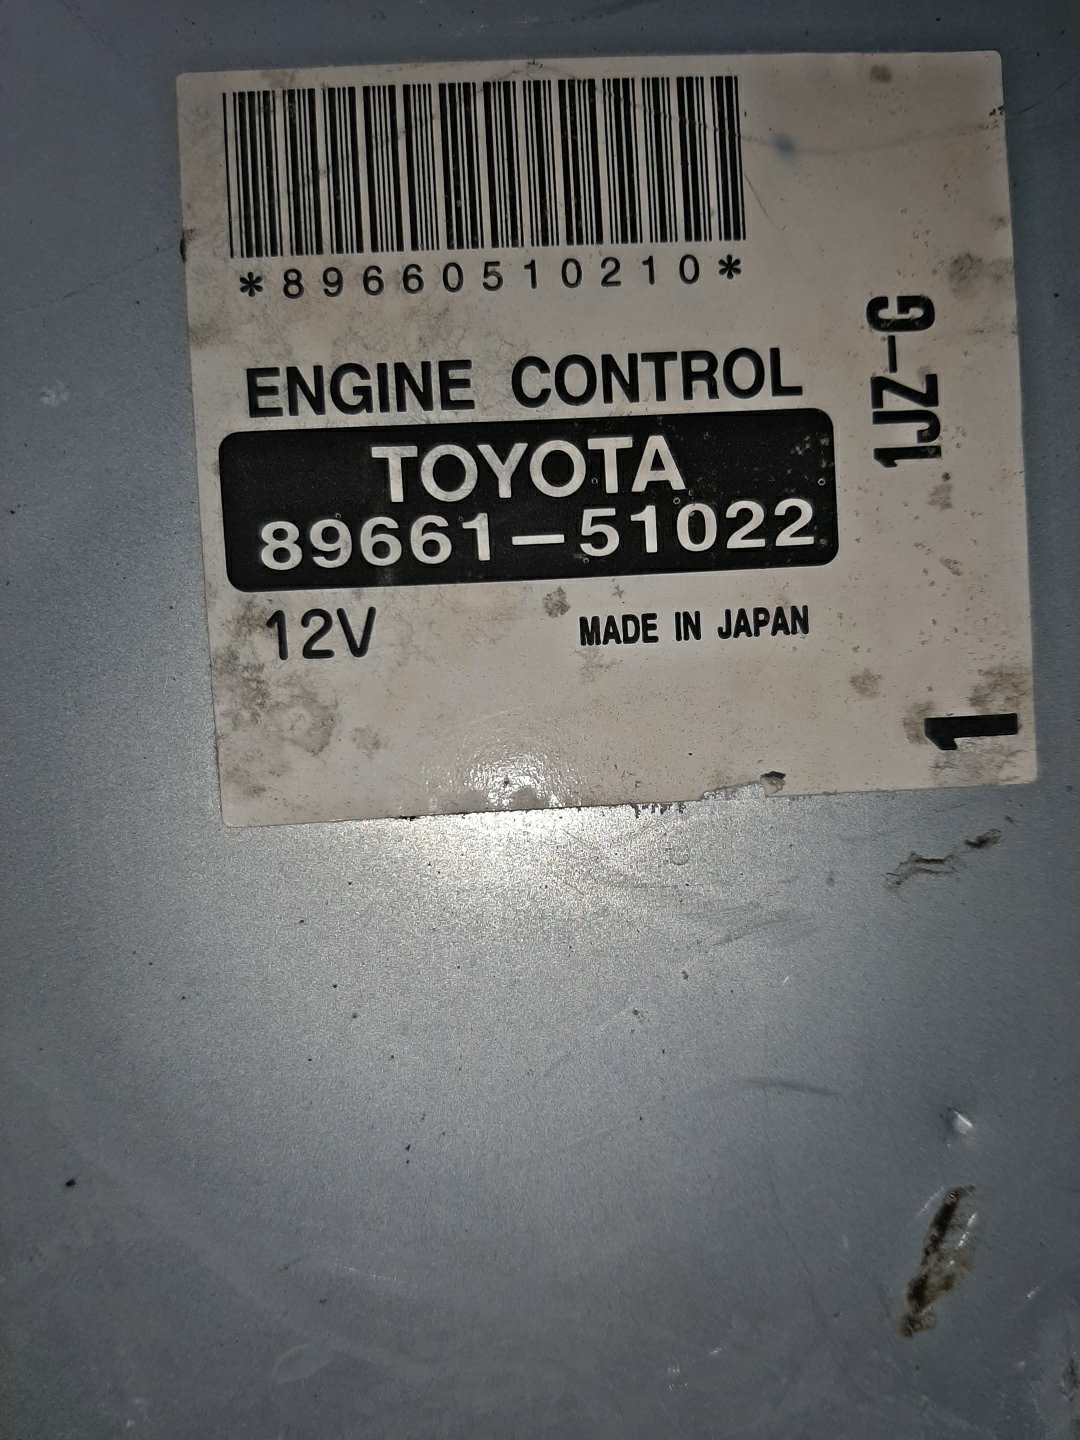 *89660510210*
ENGINE CONTROL
TOYOTA
89661-51022
12V MADE IN JAPAN
1JZ-G
1